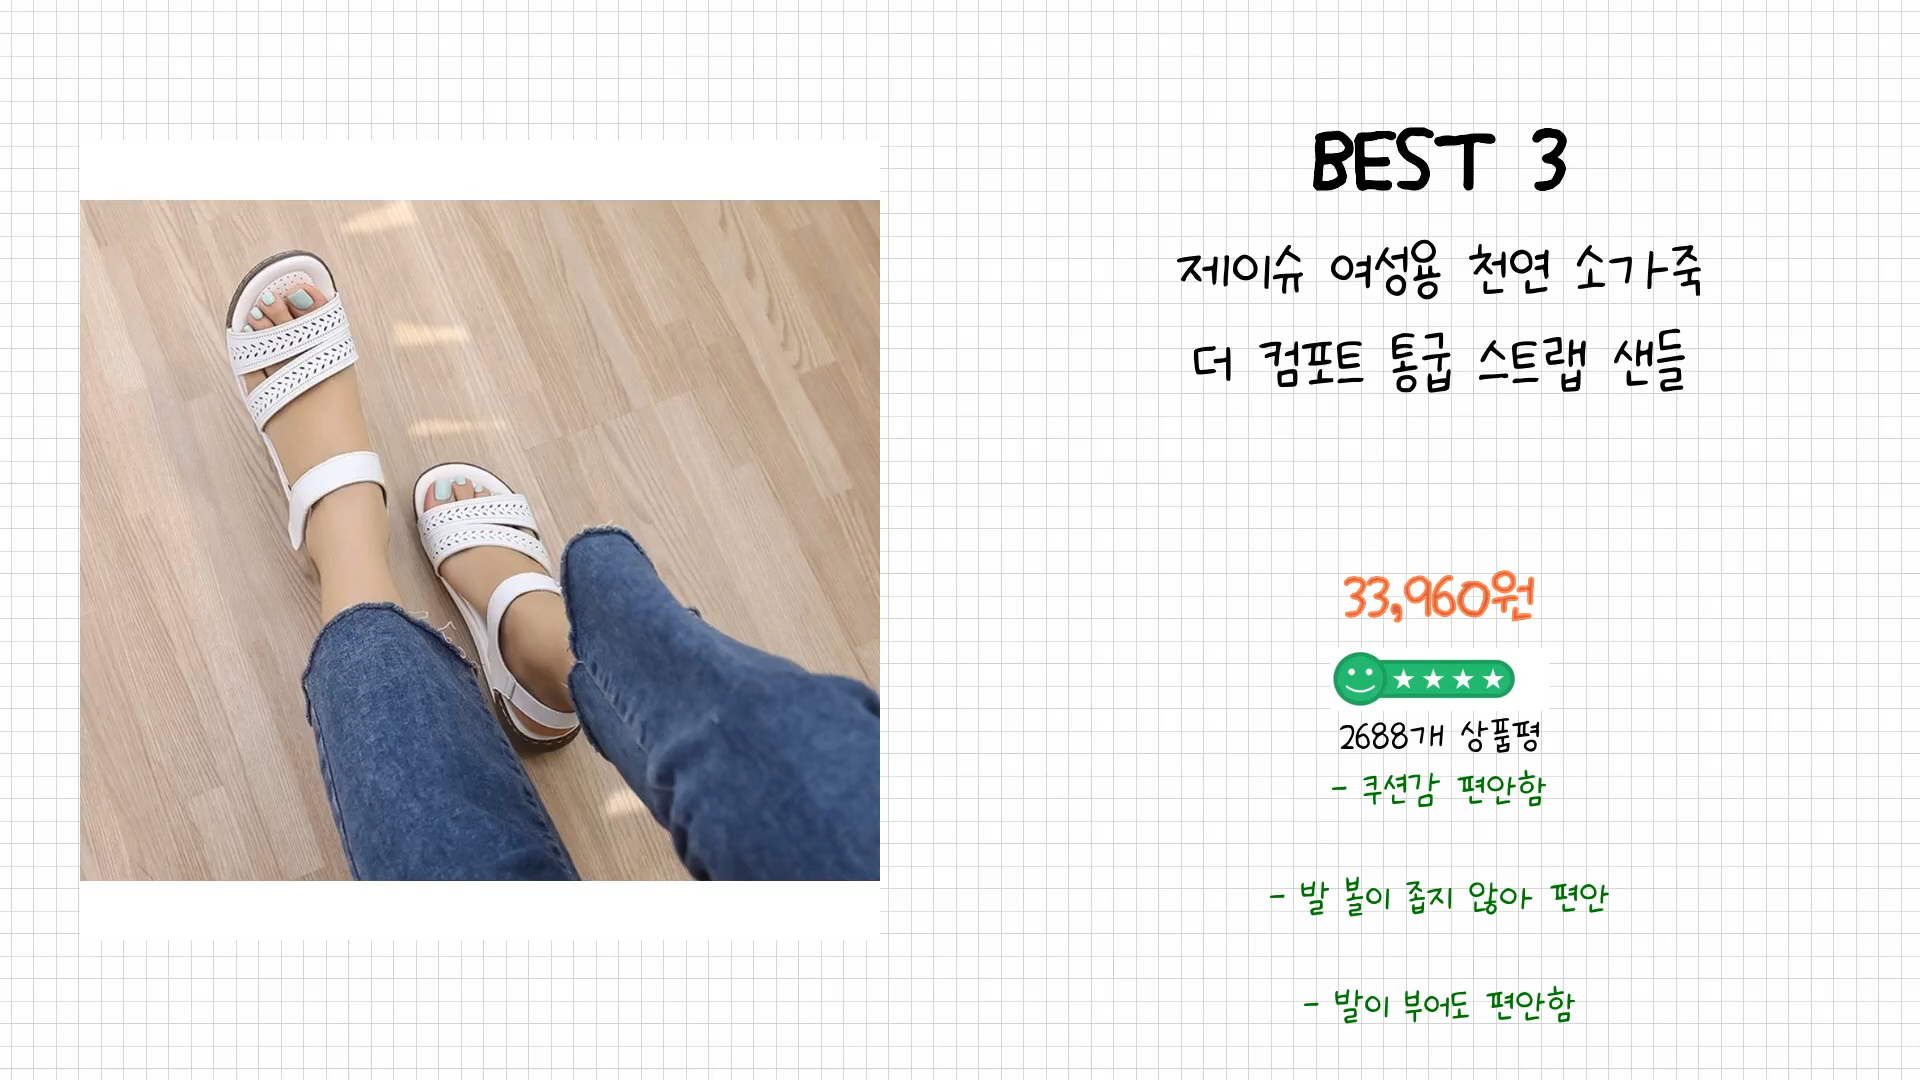 BEST 3
제이슈 여성용 천연 소가죽
더 컴포트 통굽 스트랩 샌들
33,960원
2688개 상품평
- 쿠션감 편안함
- 발 볼이 좁지 않아 편안
- 발이 부어도 편안함